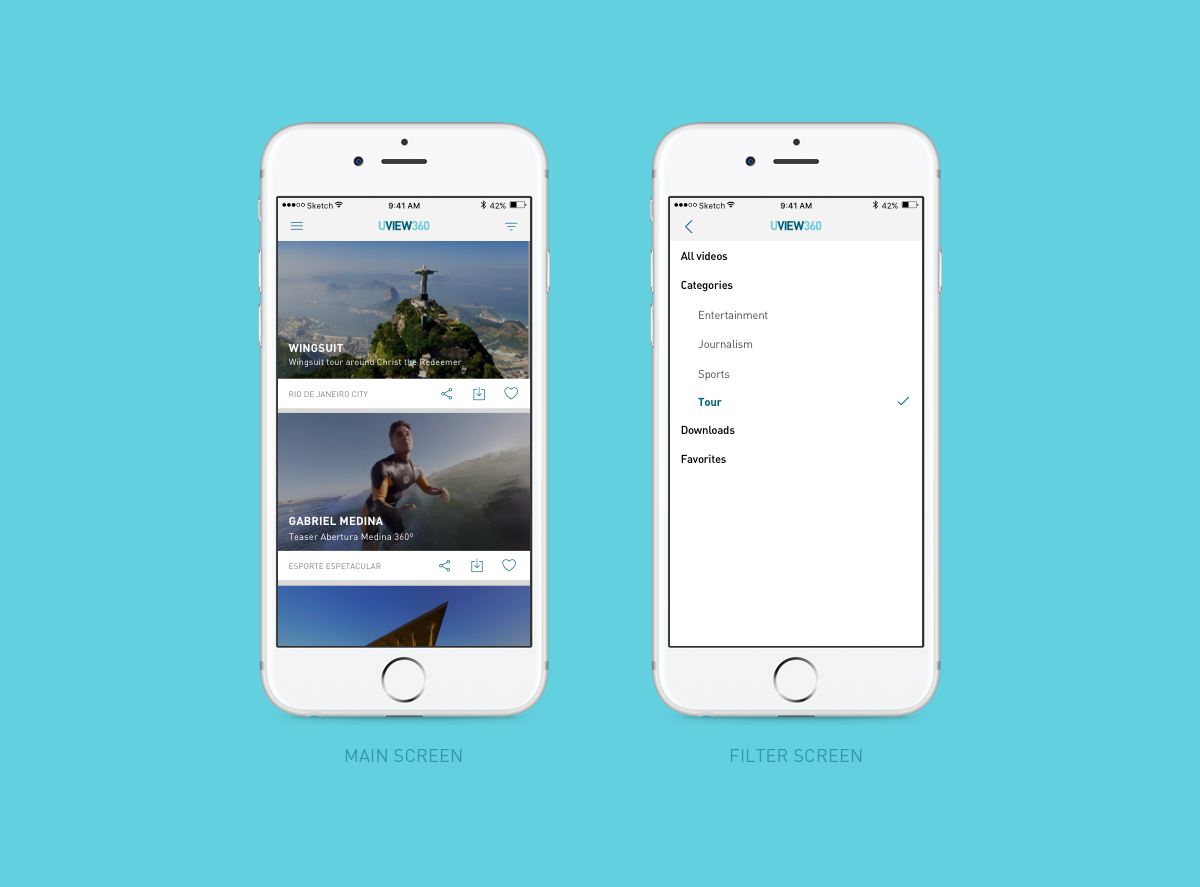 Sketch 9:41 AM 42%
UVIEW360
WINGSUIT
Wingsuit tour around Christ the Redeemer
RIO DE JANEIRO CITY
GABRIEL MEDINA
Teaser Abertura Medina 360º
ESPORTE ESPETACULAR
MAIN SCREEN
Sketch 9:41 AM 42%
UVIEW360
All videos
Categories
Entertainment
Journalism
Sports
Tour
Downloads
Favorites
FILTER SCREEN